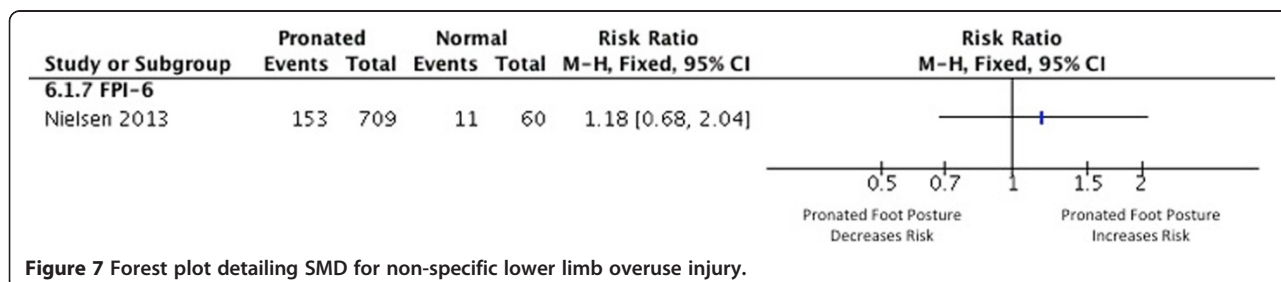 Pronated Normal Risk Ratio Risk Ratio
Study or Subgroup Events Total Events Total M-H, Fixed, 95% CI M-H, Fixed, 95% CI
6.1.7 FPI-6
Nielsen 2013 153 709 11 60 1.18 [0.68, 2.04]
0.5 0.7 1 1.5 2
Pronated Foot Posture Pronated Foot Posture
Decreases Risk Increases Risk
Figure 7 Forest plot detailing SMD for non-specific lower limb overuse injury.